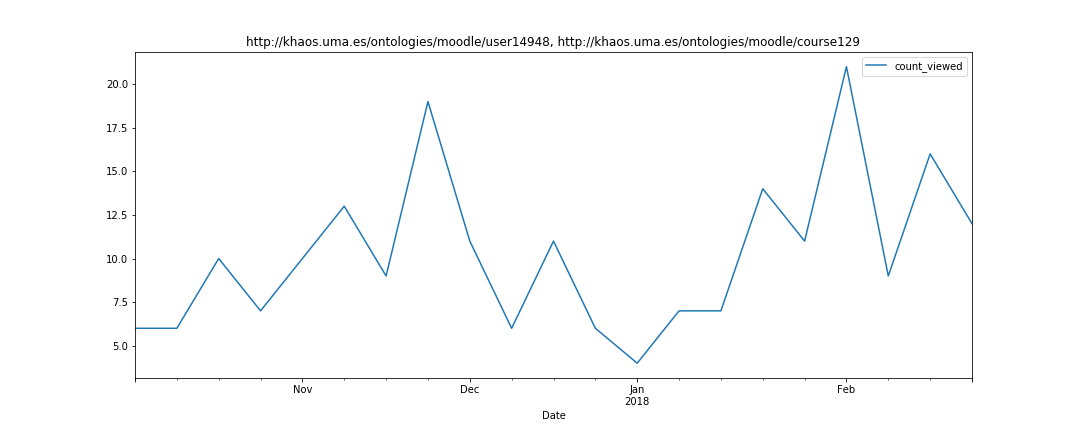 http://khaos.uma.es/ontologies/moodle/user14948, http://khaos.uma.es/ontologies/moodle/course129
count_viewed
20.0
17.5
15.0
12.5
10.0
7.5
5.0
Nov
Dec
Jan
2018
Feb
Date